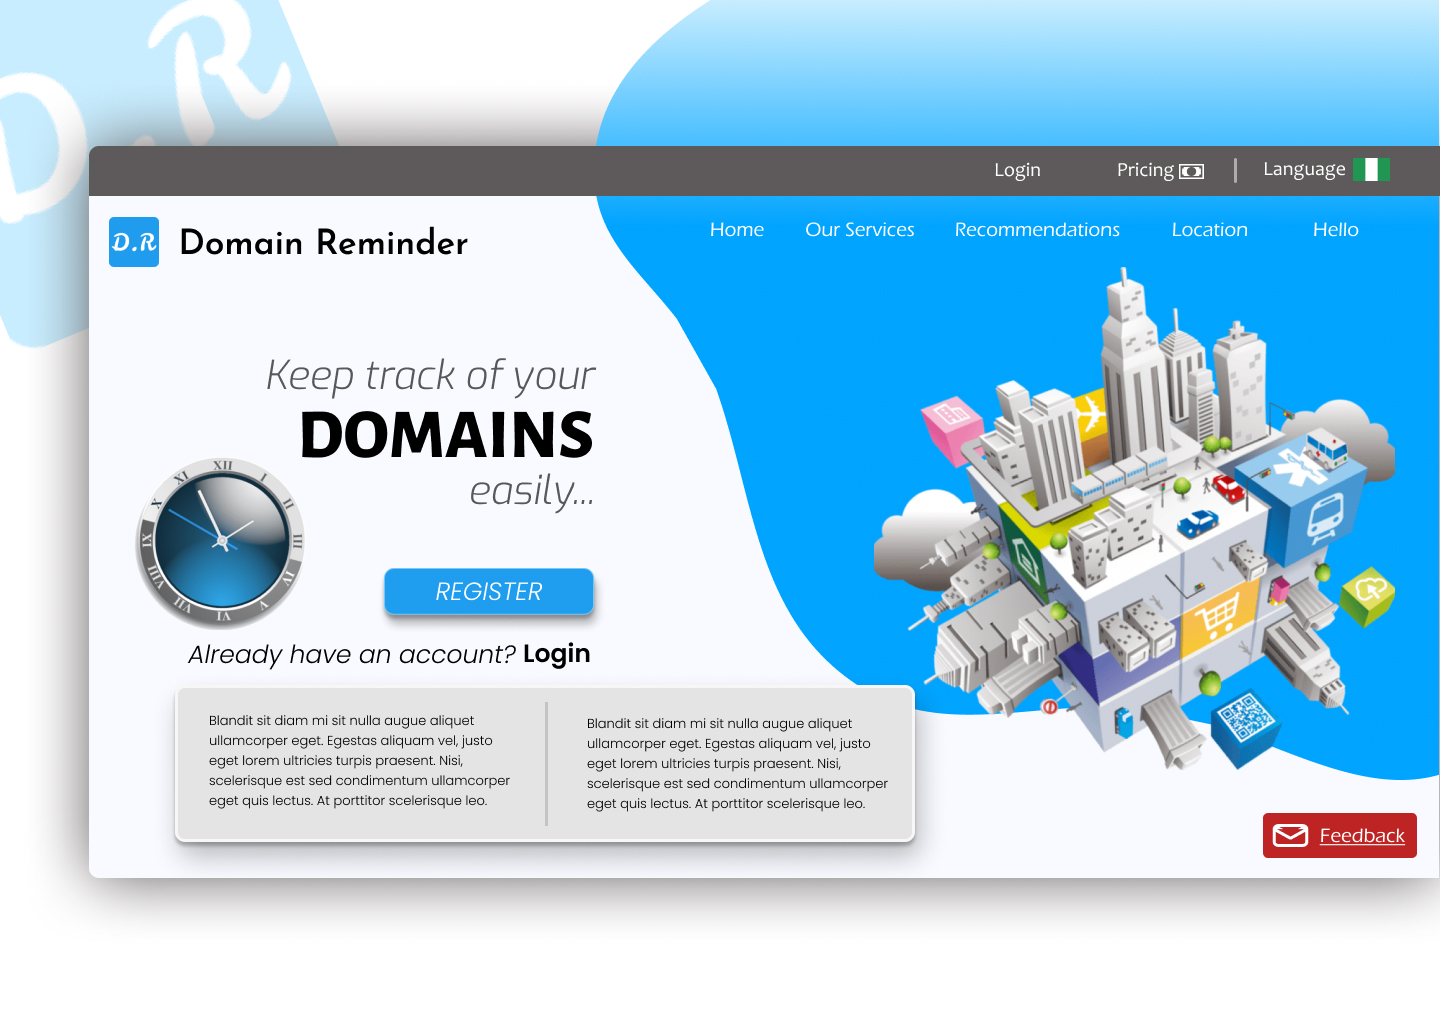 D.R
Login
Pricing
Language
D.R
Domain Reminder
Home
Our Services
Recommendations
Location
Hello
Keep track of your
DOMAINS
easily...
XII
I
II
III
IV
V
VI
VII
VIII
XI
X
XI
REGISTER
Already have an account? Login
Blandit sit diam mi sit nulla augue aliquet
ullamcorper eget. Egestas aliquam vel, justo
eget lorem ultricies turpis praesent. Nisi,
scelerisque est sed condimentum ullamcorper
eget quis lectus. At porttitor scelerisque leo.
Blandit sit diam mi sit nulla augue aliquet
ullamcorper eget. Egestas aliquam vel, justo
eget lorem ultricies turpis praesent. Nisi,
scelerisque est sed condimentum ullamcorper
eget quis lectus. At porttitor scelerisque leo.
Feedback